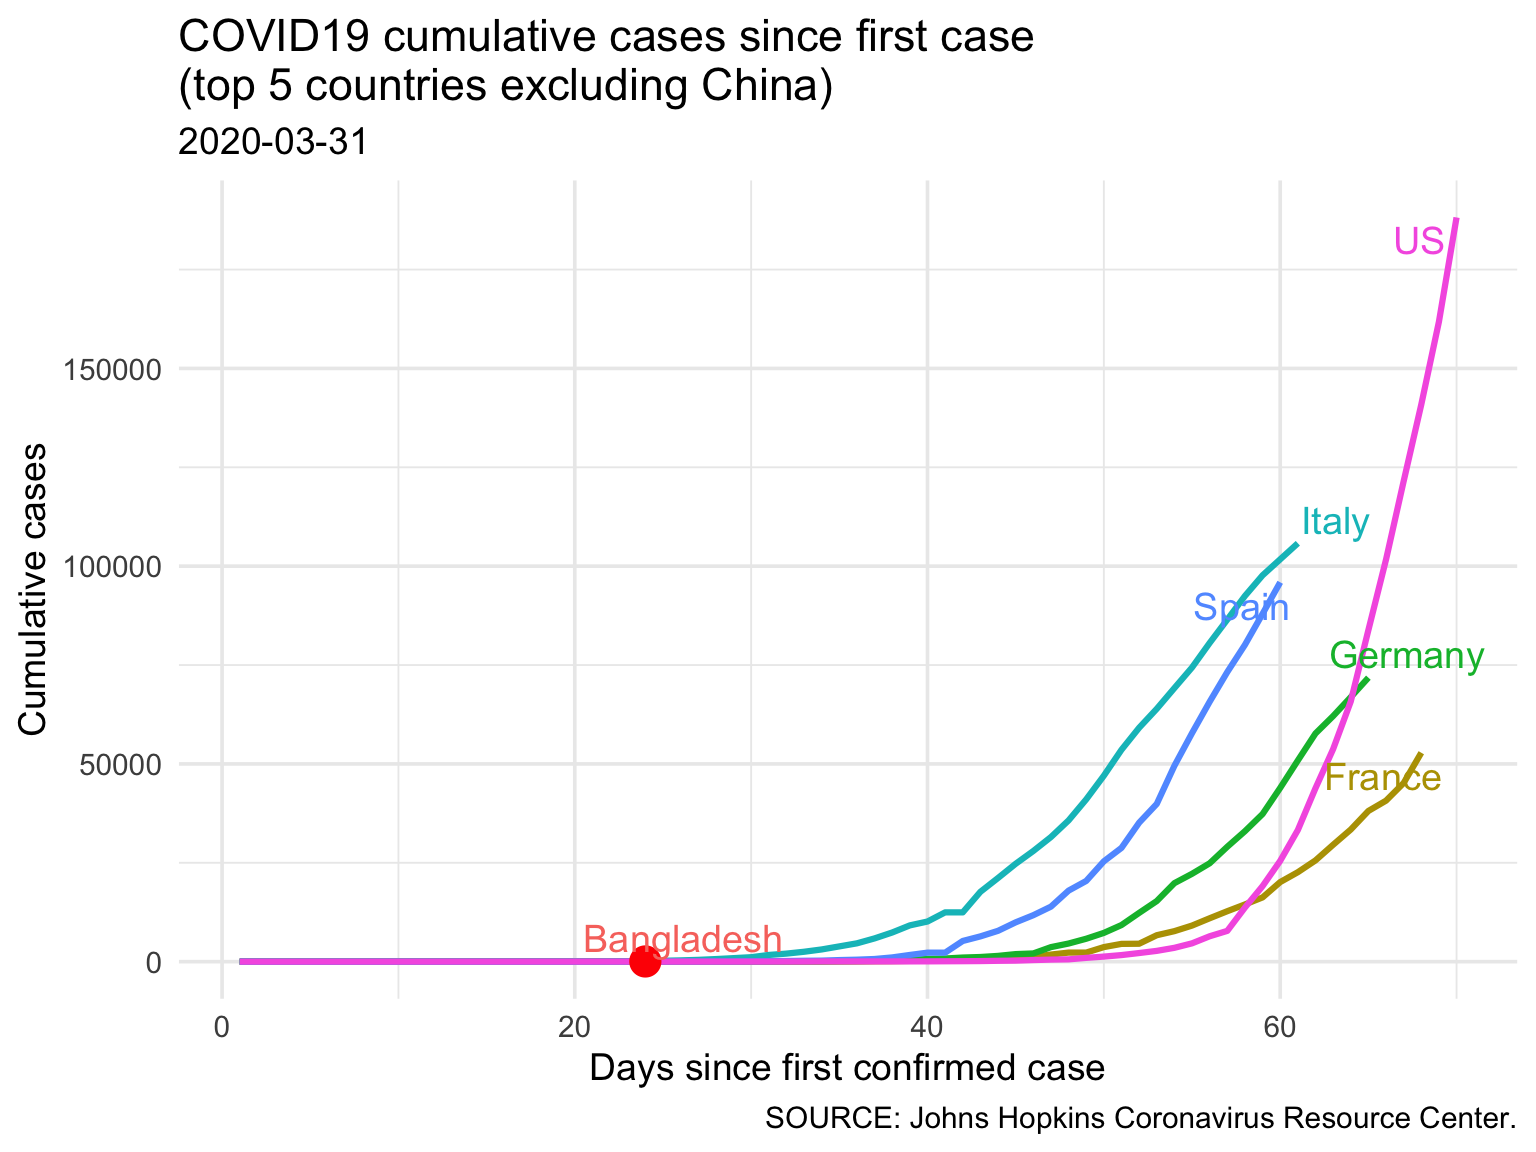 COVID19 cumulative cases since first case
(top 5 countries excluding China)
2020-03-31
US
150000
Italy
100000
Spain
Germany
50000
France
Bangladesh
0
0 20 40 60
Cumulative cases
Days since first confirmed case
SOURCE: Johns Hopkins Coronavirus Resource Center.